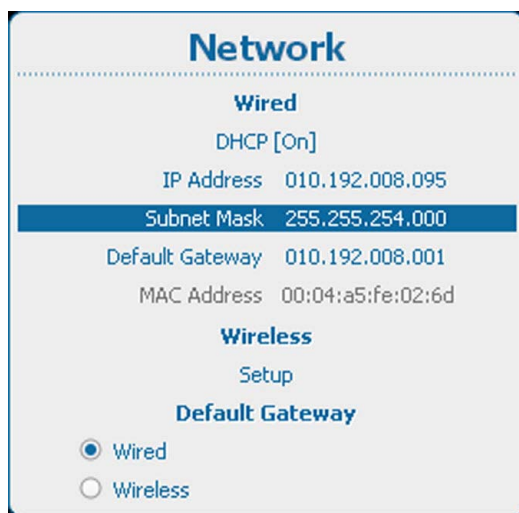 Network
Wired
DHCP [On]
IP Address 010.192.008.095
Subnet Mask 255.255.254.000
Default Gateway 010.192.008.001
MAC Address 00:04:a5:fe:02:6d
Wireless
Setup
Default Gateway
Wired
Wireless